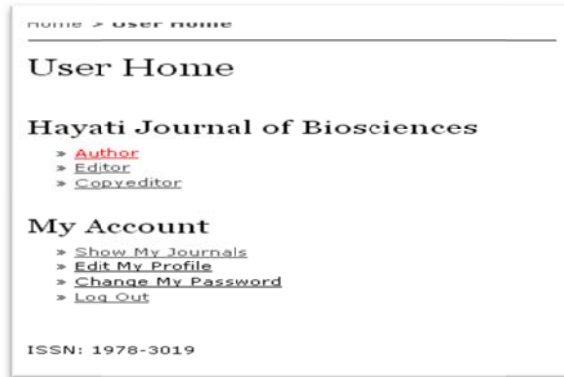 Home > User Home
User Home
Hayati Journal of Biosciences
» Author
» Editor
» Copyeditor
My Account
» Show My Journals
» Edit My Profile
» Change My Password
» Log Out
ISSN: 1978-3019